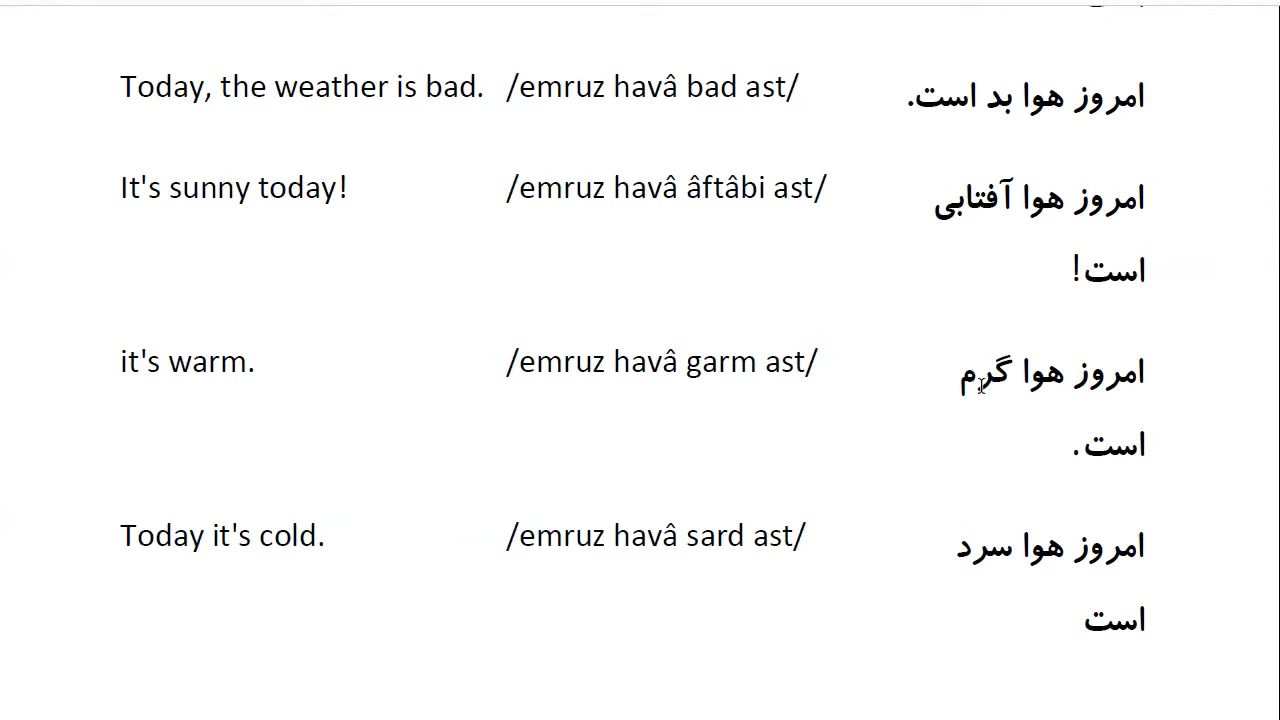 Today, the weather is bad. /emruz havâ bad ast/ امروز هوا بد است.
It's sunny today! /emruz havâ âftâbi ast/ امروز هوا آفتابی
است!
it's warm. /emruz havâ garm ast/ امروز هوا گرم
است.
Today it's cold. /emruz havâ sard ast/ امروز هوا سرد
است